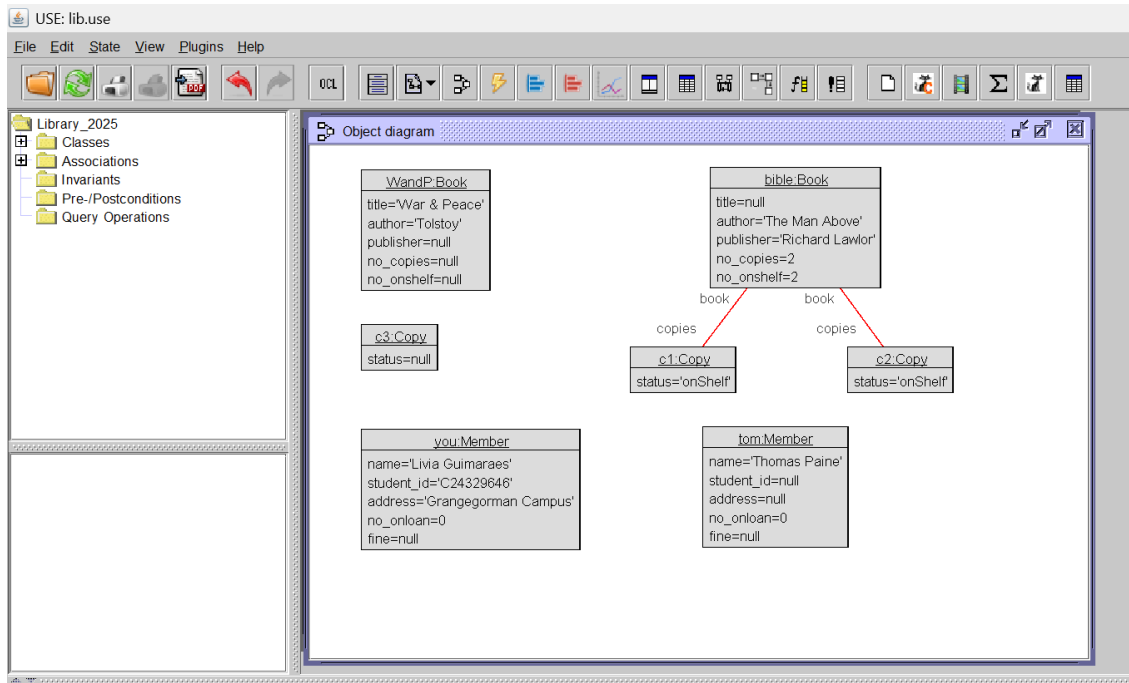 USE: lib.use
File Edit State View Plugins Help
PDF
OCL
Library_2025
Classes
Associations
Invariants
Pre-/Postconditions
Query Operations
Object diagram
WandP:Book
title='War & Peace'
author='Tolstoy'
publisher=null
no_copies=null
no_onshelf=null
bible:Book
title=null
author='The Man Above'
publisher='Richard Lawlor'
no_copies=2
no_onshelf=2
book book
copies copies
c3:Copy
status=null
c1:Copy
status='onShelf'
c2:Copy
status='onShelf'
you:Member
name='Livia Guimaraes'
student_id='C24329646'
address='Grangegorman Campus'
no_onloan=0
fine=null
tom:Member
name='Thomas Paine'
student_id=null
address=null
no_onloan=0
fine=null